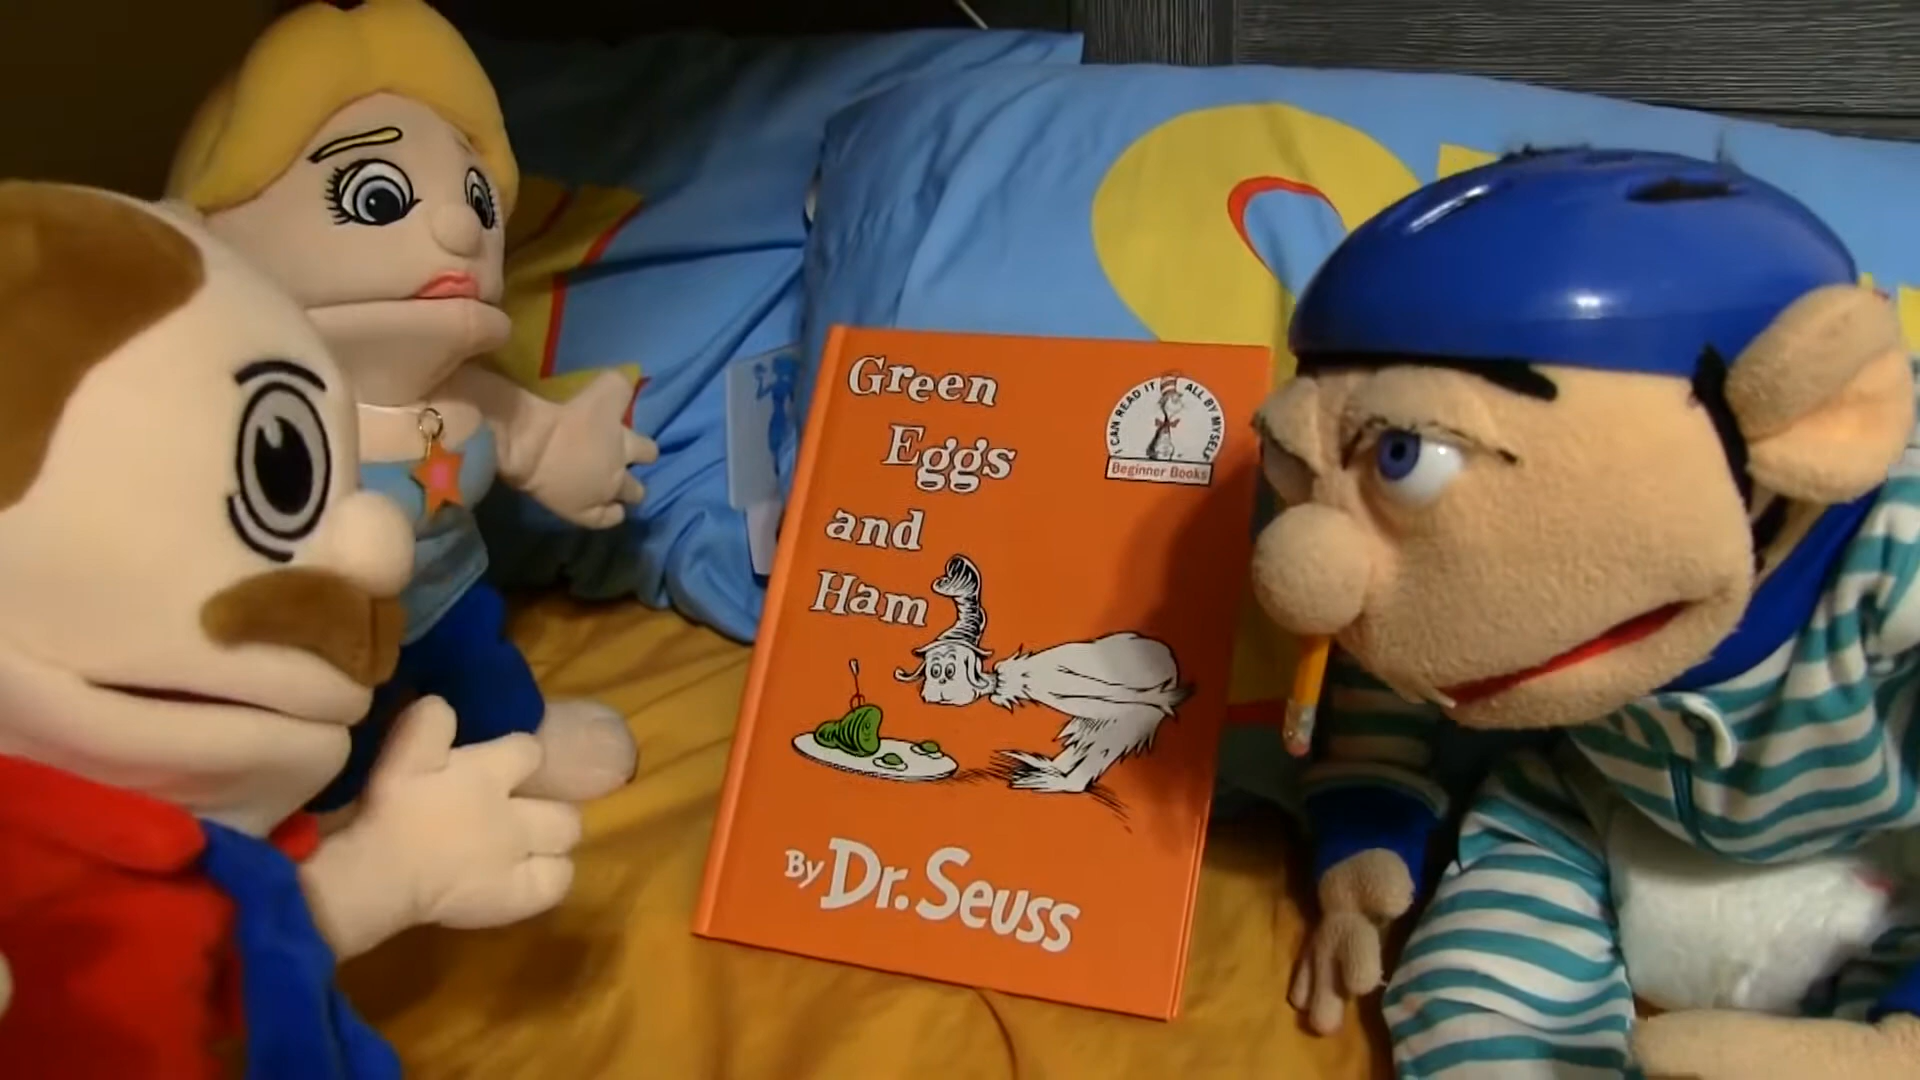 Green
Eggs
and
Ham
I CAN READ IT ALL BY MYSELF
Beginner Books
By Dr. Seuss